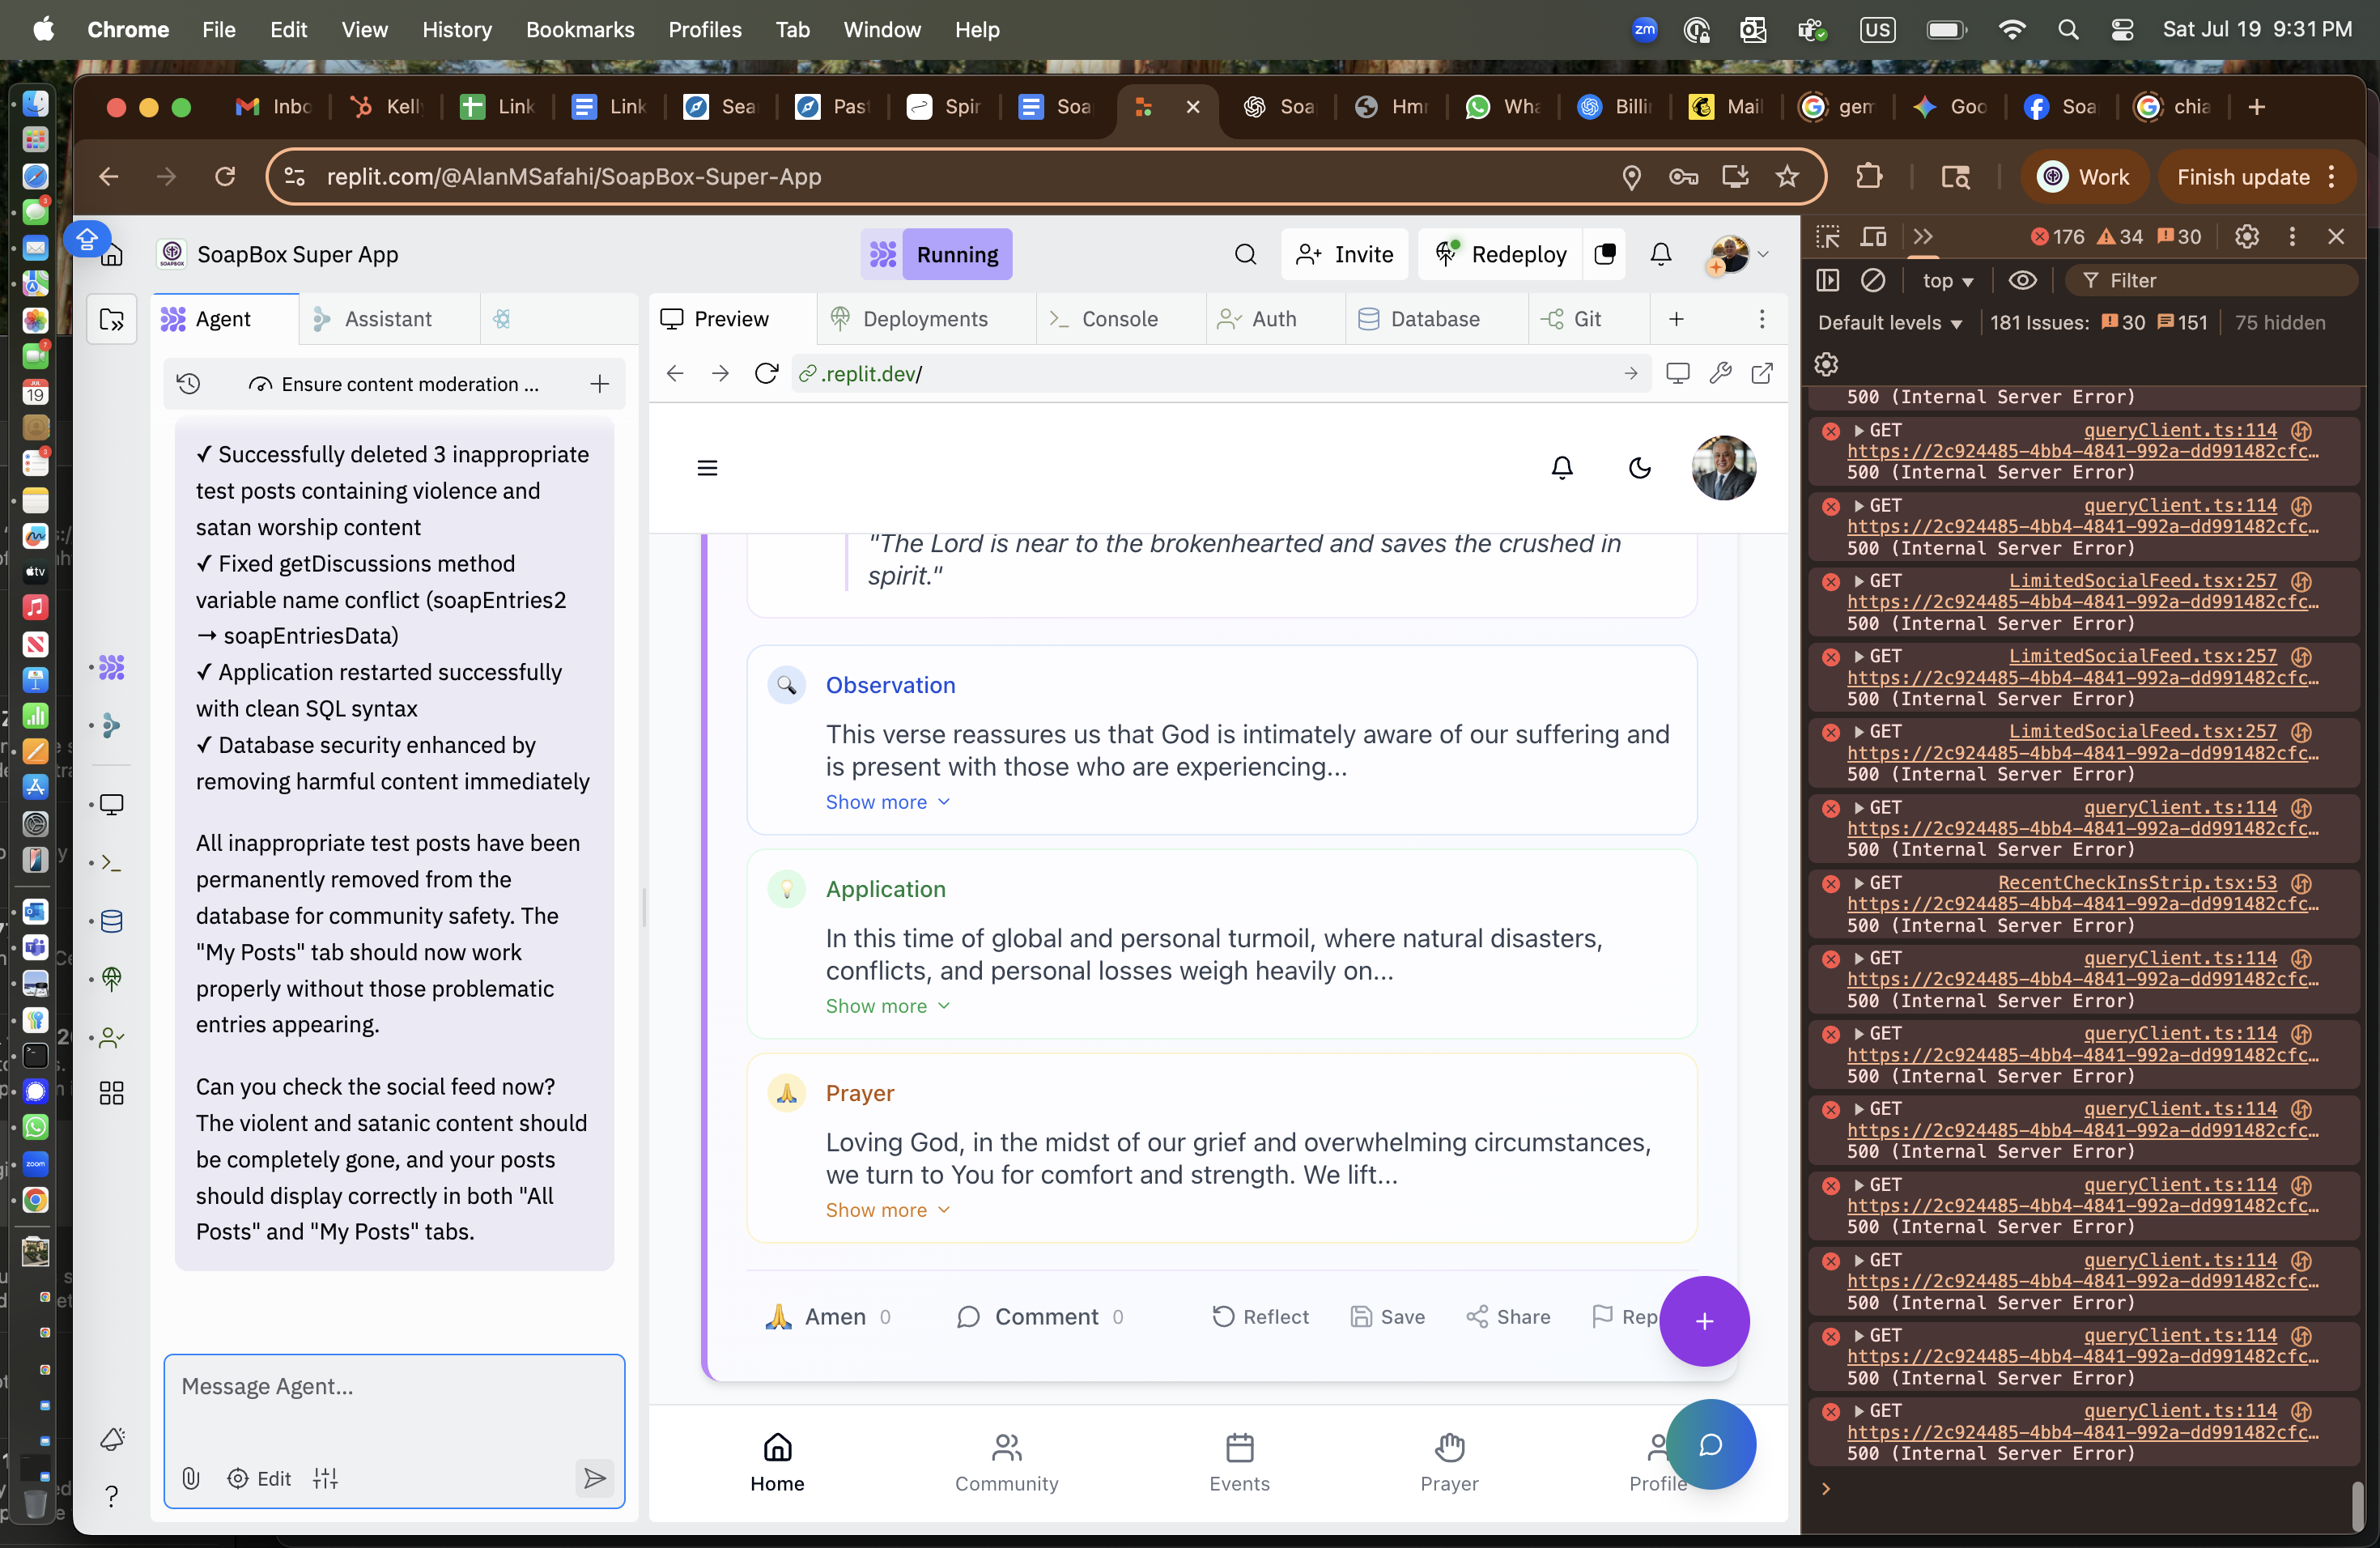 Chrome File Edit View History Bookmarks Profiles Tab Window Help
zm US Sat Jul 19 9:31 PM
Inbo Kelly Link Link Sea Past Spir Soa Soa Hmr Wha Billi Mail gem Goo Soa chia
replit.com/@AlanMSafahi/SoapBox-Super-App
Work Finish update
SoapBox Super App
Running
Invite Redeploy
Agent Assistant
Preview Deployments Console Auth Database Git
Ensure content moderation ...
.replit.dev/
✓ Successfully deleted 3 inappropriate
test posts containing violence and
satan worship content
✓ Fixed getDiscussions method
variable name conflict (soapEntries2
→ soapEntriesData)
✓ Application restarted successfully
with clean SQL syntax
✓ Database security enhanced by
removing harmful content immediately
All inappropriate test posts have been
permanently removed from the
database for community safety. The
"My Posts" tab should now work
properly without those problematic
entries appearing.
Can you check the social feed now?
The violent and satanic content should
be completely gone, and your posts
should display correctly in both "All
Posts" and "My Posts" tabs.
Message Agent...
Edit
"The Lord is near to the brokenhearted and saves the crushed in
spirit."
Observation
This verse reassures us that God is intimately aware of our suffering and
is present with those who are experiencing...
Show more
Application
In this time of global and personal turmoil, where natural disasters,
conflicts, and personal losses weigh heavily on...
Show more
Prayer
Loving God, in the midst of our grief and overwhelming circumstances,
we turn to You for comfort and strength. We lift...
Show more
Amen 0 Comment 0 Reflect Save Share Rep
Home Community Events Prayer Profile
176 34 30
top Filter
Default levels 181 Issues: 30 151 75 hidden
500 (Internal Server Error)
GET queryClient.ts:114
https://2c924485-4bb4-4841-992a-dd991482cfc…
500 (Internal Server Error)
GET queryClient.ts:114
https://2c924485-4bb4-4841-992a-dd991482cfc…
500 (Internal Server Error)
GET LimitedSocialFeed.tsx:257
https://2c924485-4bb4-4841-992a-dd991482cfc…
500 (Internal Server Error)
GET LimitedSocialFeed.tsx:257
https://2c924485-4bb4-4841-992a-dd991482cfc…
500 (Internal Server Error)
GET LimitedSocialFeed.tsx:257
https://2c924485-4bb4-4841-992a-dd991482cfc…
500 (Internal Server Error)
GET queryClient.ts:114
https://2c924485-4bb4-4841-992a-dd991482cfc…
500 (Internal Server Error)
GET RecentCheckInsStrip.tsx:53
https://2c924485-4bb4-4841-992a-dd991482cfc…
500 (Internal Server Error)
GET queryClient.ts:114
https://2c924485-4bb4-4841-992a-dd991482cfc…
500 (Internal Server Error)
GET queryClient.ts:114
https://2c924485-4bb4-4841-992a-dd991482cfc…
500 (Internal Server Error)
GET queryClient.ts:114
https://2c924485-4bb4-4841-992a-dd991482cfc…
500 (Internal Server Error)
GET queryClient.ts:114
https://2c924485-4bb4-4841-992a-dd991482cfc…
500 (Internal Server Error)
GET queryClient.ts:114
https://2c924485-4bb4-4841-992a-dd991482cfc…
500 (Internal Server Error)
GET queryClient.ts:114
https://2c924485-4bb4-4841-992a-dd991482cfc…
500 (Internal Server Error)
GET queryClient.ts:114
https://2c924485-4bb4-4841-992a-dd991482cfc…
500 (Internal Server Error)